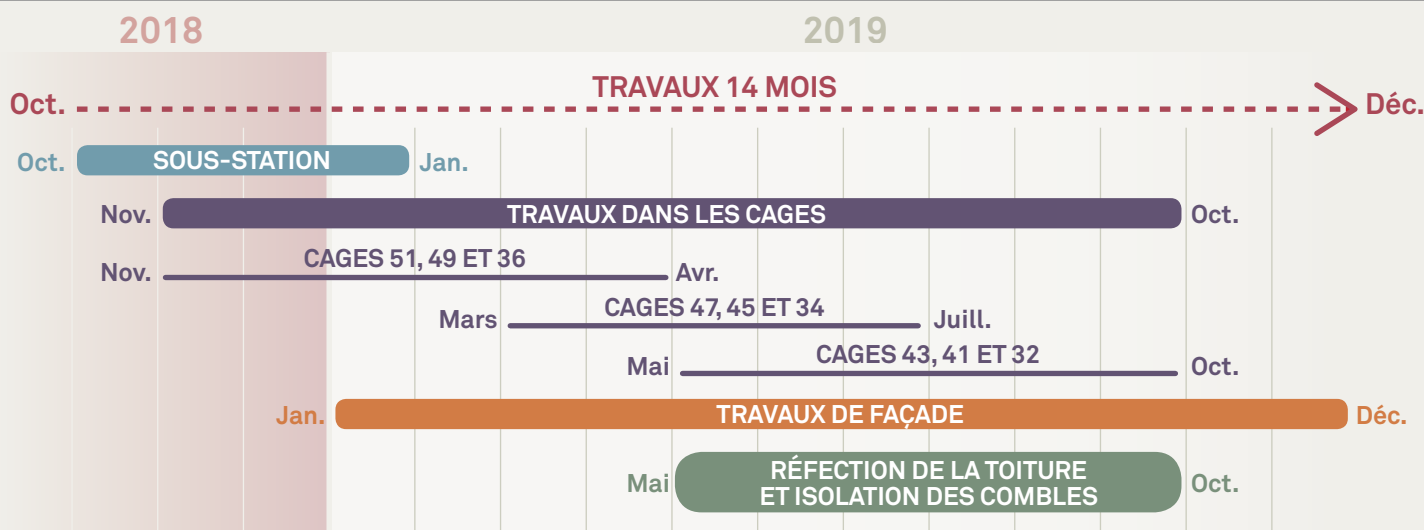 2018 2019
TRAVAUX 14 MOIS
Oct. Déc.
Oct. SOUS-STATION Jan.
Nov. TRAVAUX DANS LES CAGES Oct.
CAGES 51, 49 ET 36
Nov. Avr.
CAGES 47, 45 ET 34
Mars Juill.
CAGES 43, 41 ET 32
Mai Oct.
Jan. TRAVAUX DE FAÇADE Déc.
RÉFECTION DE LA TOITURE
Mai Oct.
ET ISOLATION DES COMBLES